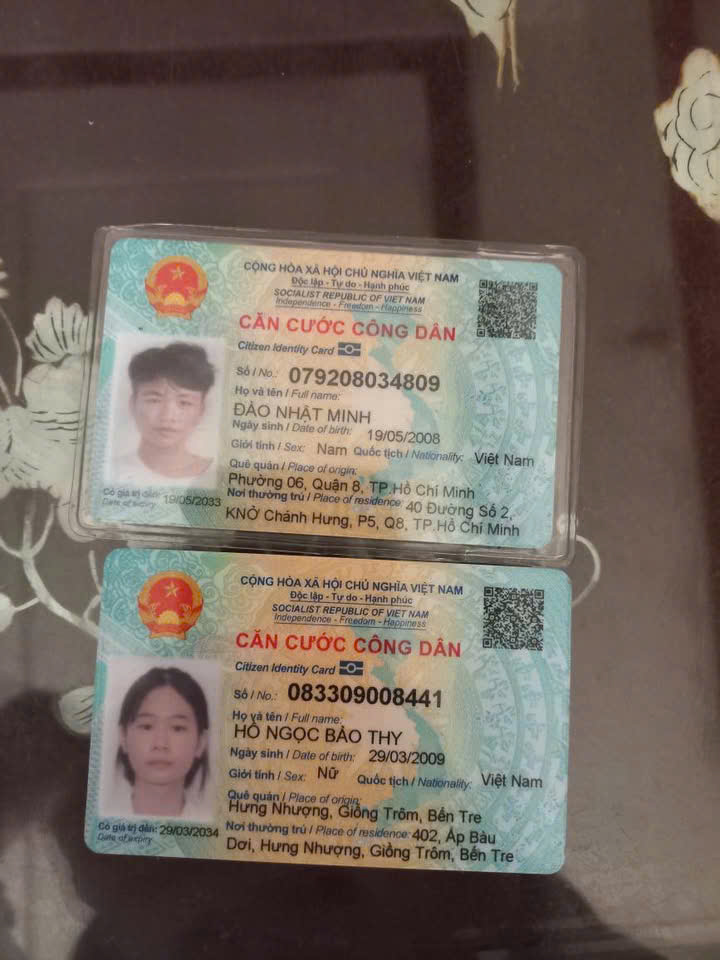 CỘNG HÒA XÃ HỘI CHỦ NGHĨA VIỆT NAM
Độc lập - Tự do - Hạnh phúc
SOCIALIST REPUBLIC OF VIET NAM
Independence - Freedom - Happiness
CĂN CƯỚC CÔNG DÂN
Citizen Identity Card
Số / No.: 079208034809
Họ và tên / Full name:
ĐÀO NHẬT MINH
Ngày sinh / Date of birth: 19/05/2008
Giới tính / Sex: Nam Quốc tịch / Nationality: Việt Nam
Quê quán / Place of origin:
Phường 06, Quận 8, TP.Hồ Chí Minh
Nơi thường trú / Place of residence: 40 Đường Số 2,
KNỞ Chánh Hưng, P5, Q8, TP.Hồ Chí Minh
Có giá trị đến: 19/05/2033
Date of expiry
CỘNG HÒA XÃ HỘI CHỦ NGHĨA VIỆT NAM
Độc lập - Tự do - Hạnh phúc
SOCIALIST REPUBLIC OF VIET NAM
Independence - Freedom - Happiness
CĂN CƯỚC CÔNG DÂN
Citizen Identity Card
Số / No.: 083309008441
Họ và tên / Full name:
HỒ NGỌC BẢO THY
Ngày sinh / Date of birth: 29/03/2009
Giới tính / Sex: Nữ Quốc tịch / Nationality: Việt Nam
Quê quán / Place of origin:
Hưng Nhượng, Giồng Trôm, Bến Tre
Nơi thường trú / Place of residence: 402, Ấp Bàu
Dơi, Hưng Nhượng, Giồng Trôm, Bến Tre
Có giá trị đến: 29/03/2034
Date of expiry